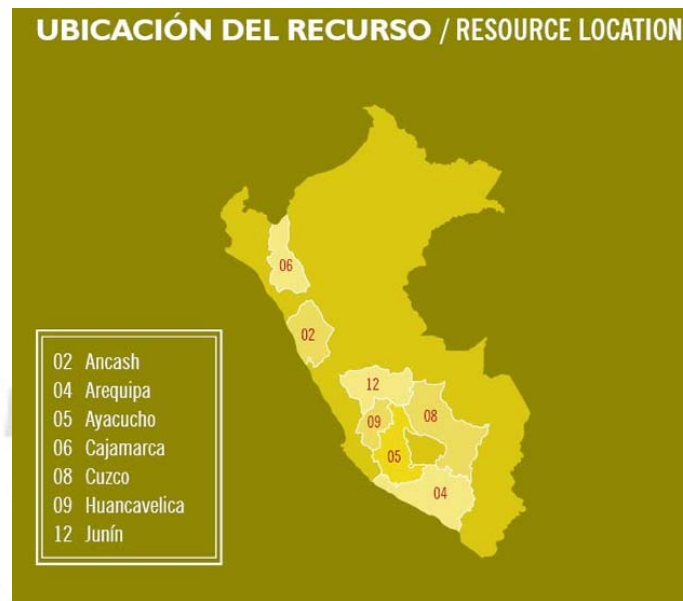 UBICACIÓN DEL RECURSO / RESOURCE LOCATION
06
02
12
09
08
05
04
02 Ancash
04 Arequipa
05 Ayacucho
06 Cajamarca
08 Cuzco
09 Huancavelica
12 Junín